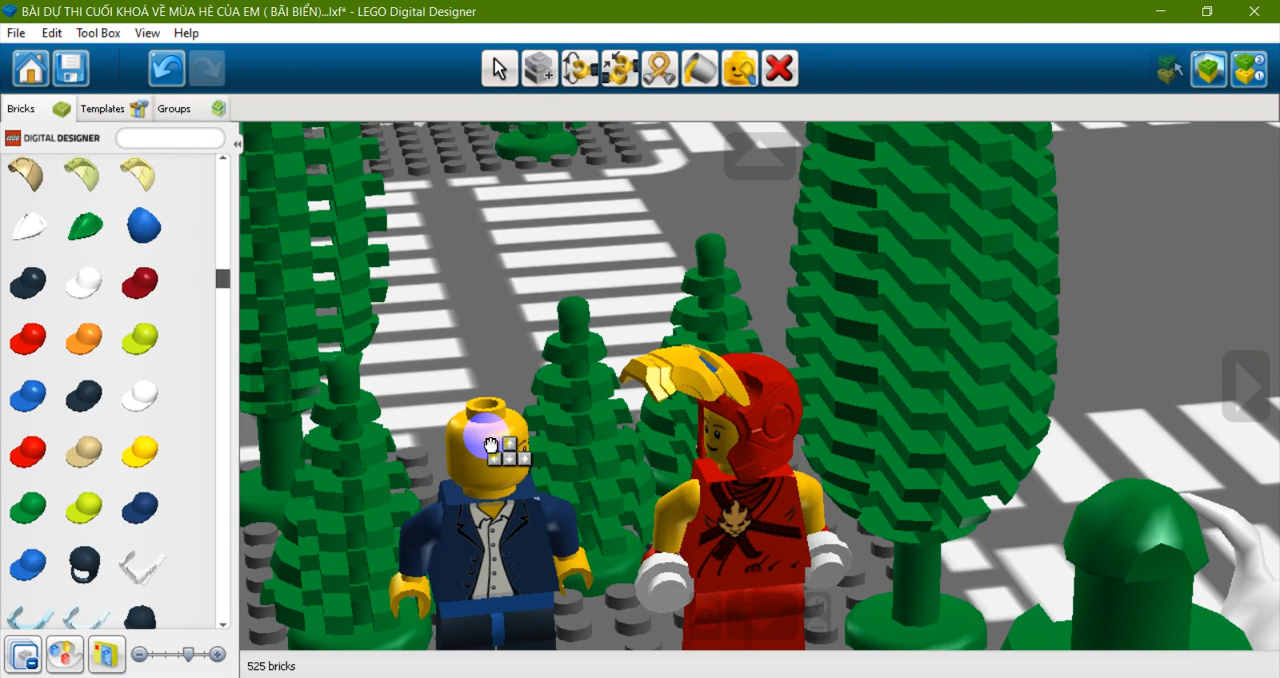 BÀI DỰ THI CUỐI KHOÁ VỀ MÙA HÈ CỦA EM ( BÃI BIỂN)...lxf* - LEGO Digital Designer
File Edit Tool Box View Help
Bricks Templates Groups
LEGO DIGITAL DESIGNER
525 bricks